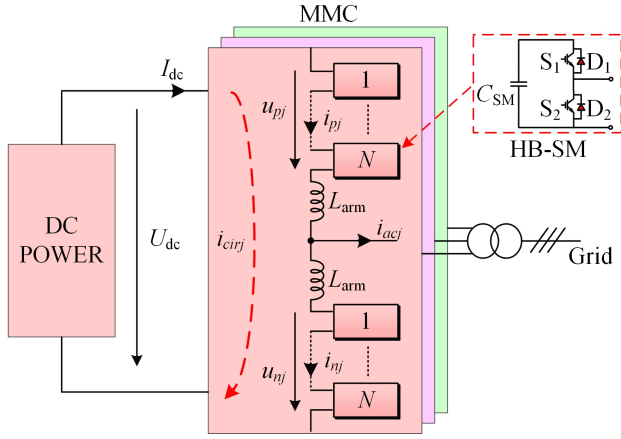 MMC
I_dc
1
S_1
D_1
u_pj
i_pj
C_SM
S_2
D_2
N
HB-SM
L_arm
DC
POWER
U_dc
i_cirj
i_acj
Grid
L_arm
1
u_nj
i_nj
N